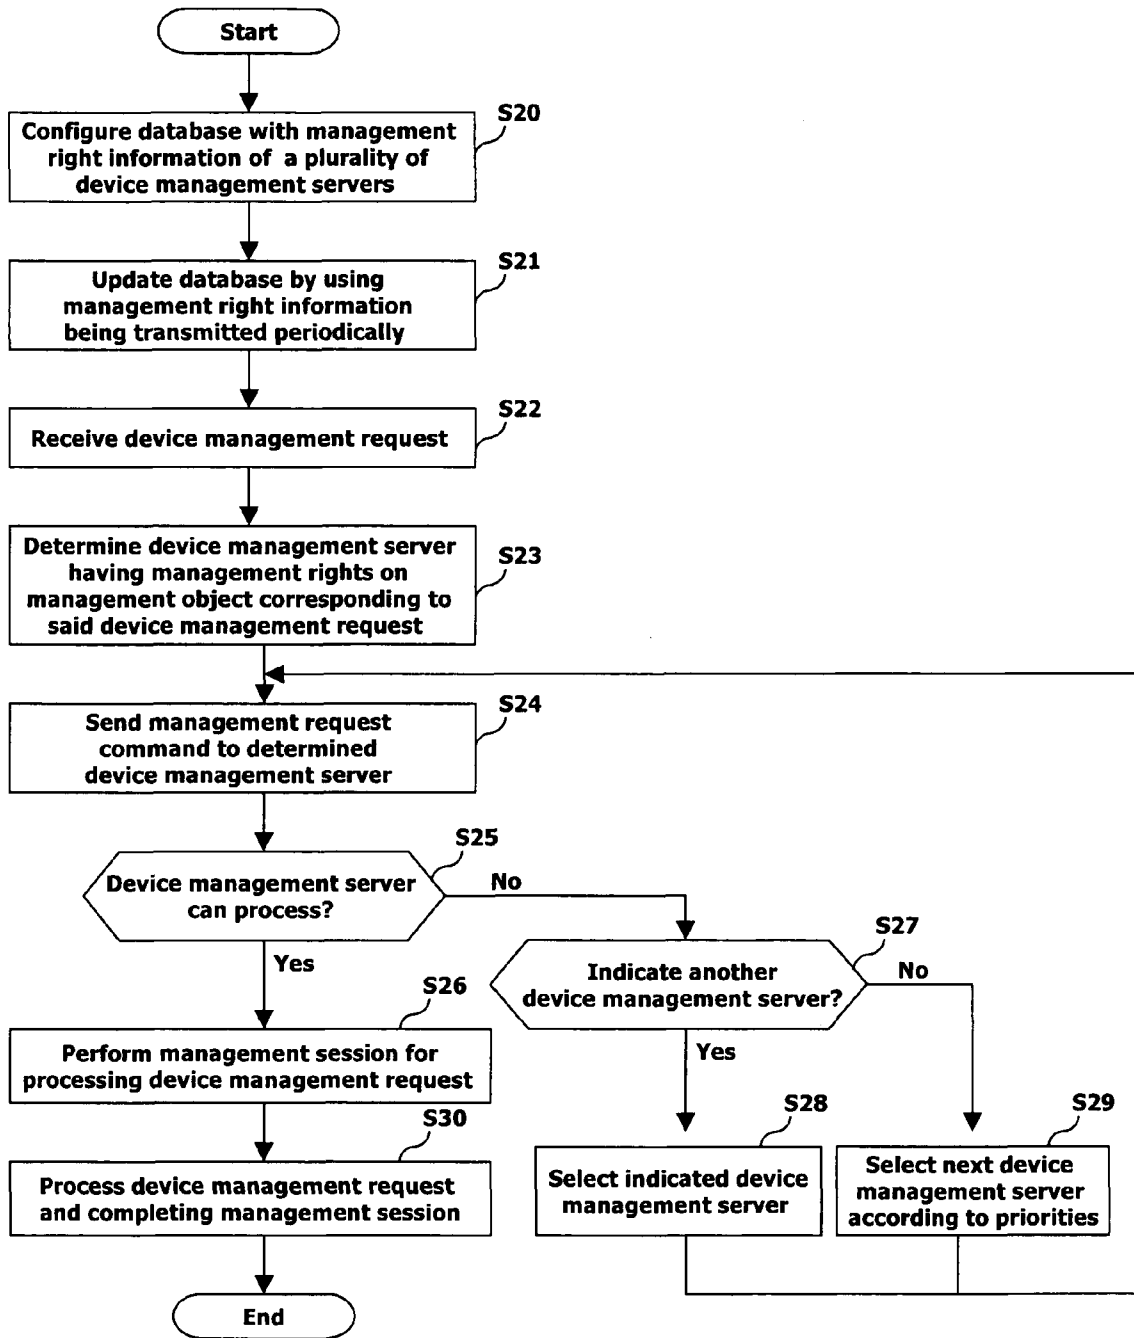 Start
S20
Configure database with management
right information of a plurality of
device management servers
S21
Update database by using
management right information
being transmitted periodically
S22
Receive device management request
S23
Determine device management server
having management rights on
management object corresponding to
said device management request
S24
Send management request
command to determined
device management server
S25
Device management server
can process?
No
Yes
S27
Indicate another
device management server?
No
Yes
S26
Perform management session for
processing device management request
S28
Select indicated device
management server
S29
Select next device
management server
according to priorities
S30
Process device management request
and completing management session
End